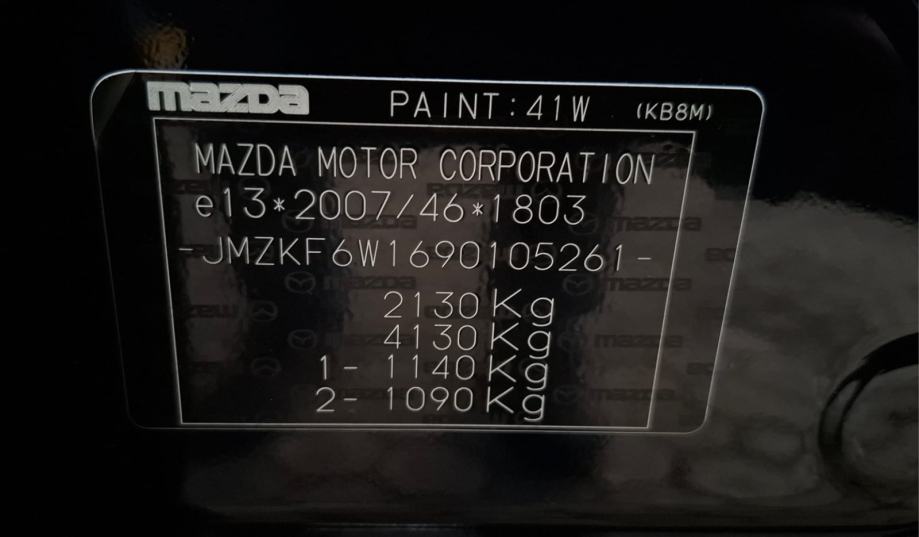 mazda PAINT:41W (KB8M)
MAZDA MOTOR CORPORATION
e13*2007/46*1803
-JMZKF6W1690105261-
2130Kg
4130Kg
1- 1140Kg
2- 1090Kg